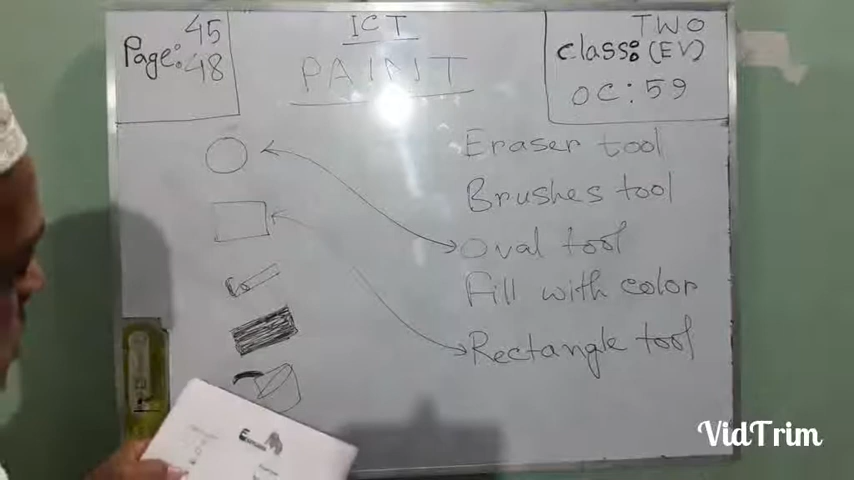 Page: 45
48
ICT
PAINT
TWO
Class: (EV)
OC: 59
Eraser tool
Brushes tool
Oval tool
Fill with color
Rectangle tool
VidTrim